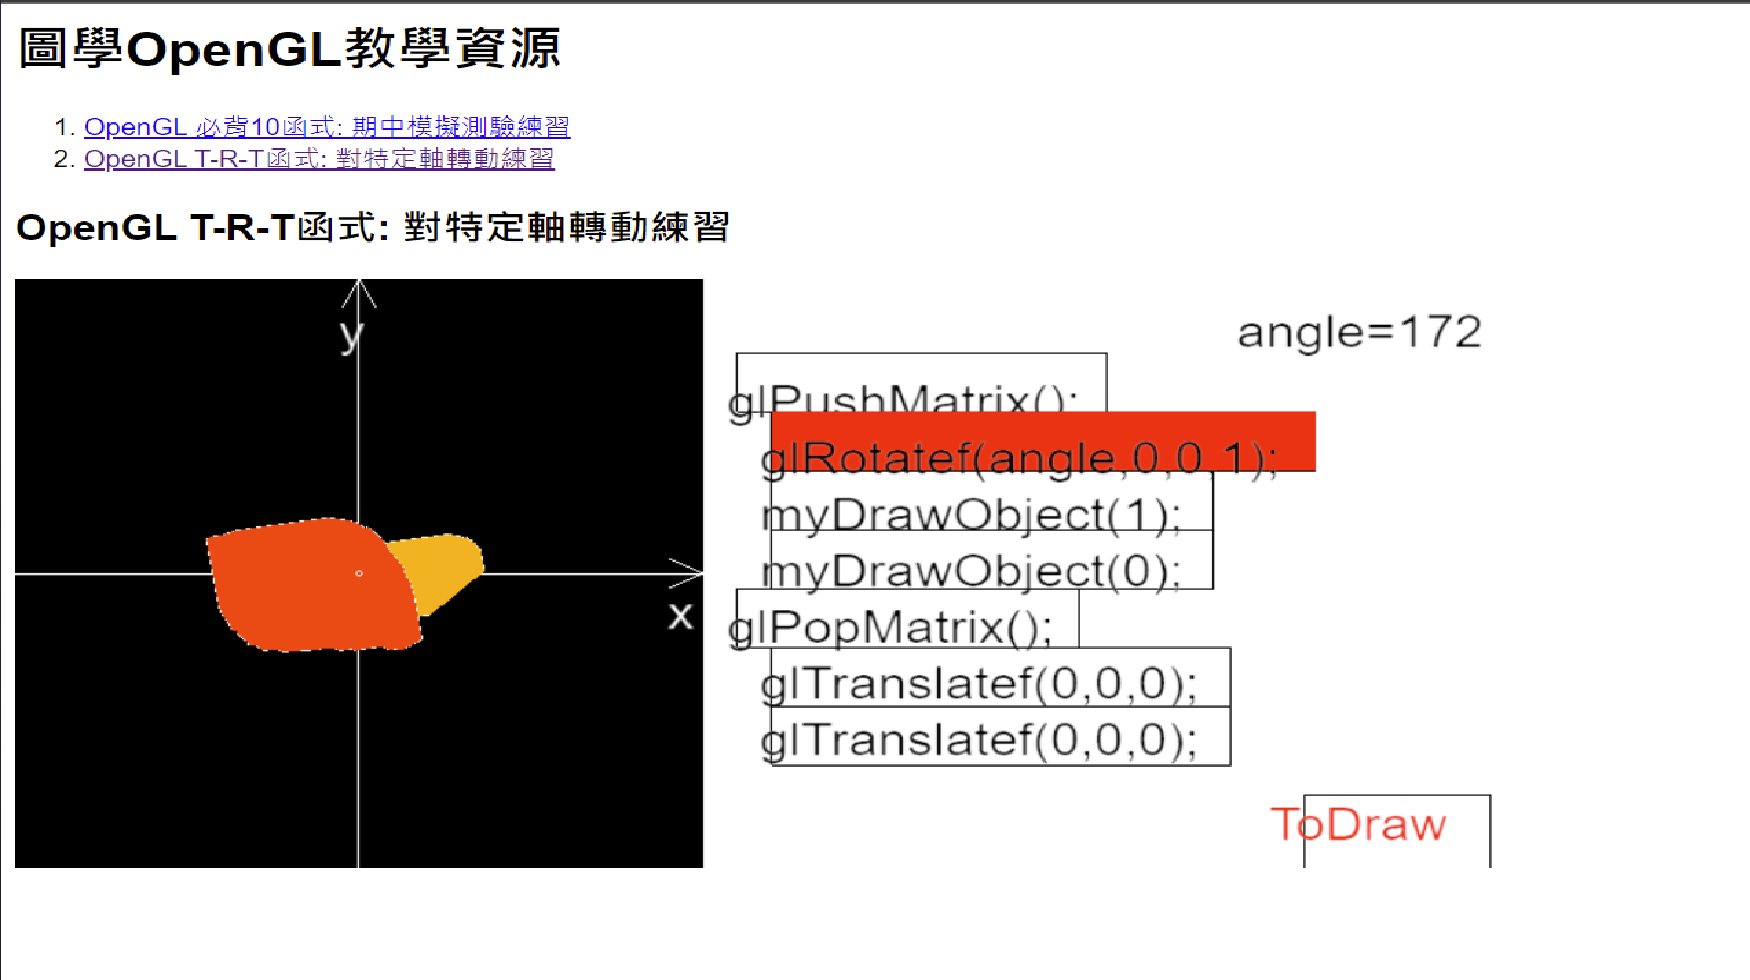 圖學OpenGL教學資源
1. OpenGL 必背10函式: 期中模擬測驗練習
2. OpenGL T-R-T函式: 對特定軸轉動練習
OpenGL T-R-T函式: 對特定軸轉動練習
y
x
angle=172
glPushMatrix();
glRotatef(angle,0,0,1);
myDrawObject(1);
myDrawObject(0);
glPopMatrix();
glTranslatef(0,0,0);
glTranslatef(0,0,0);
ToDraw